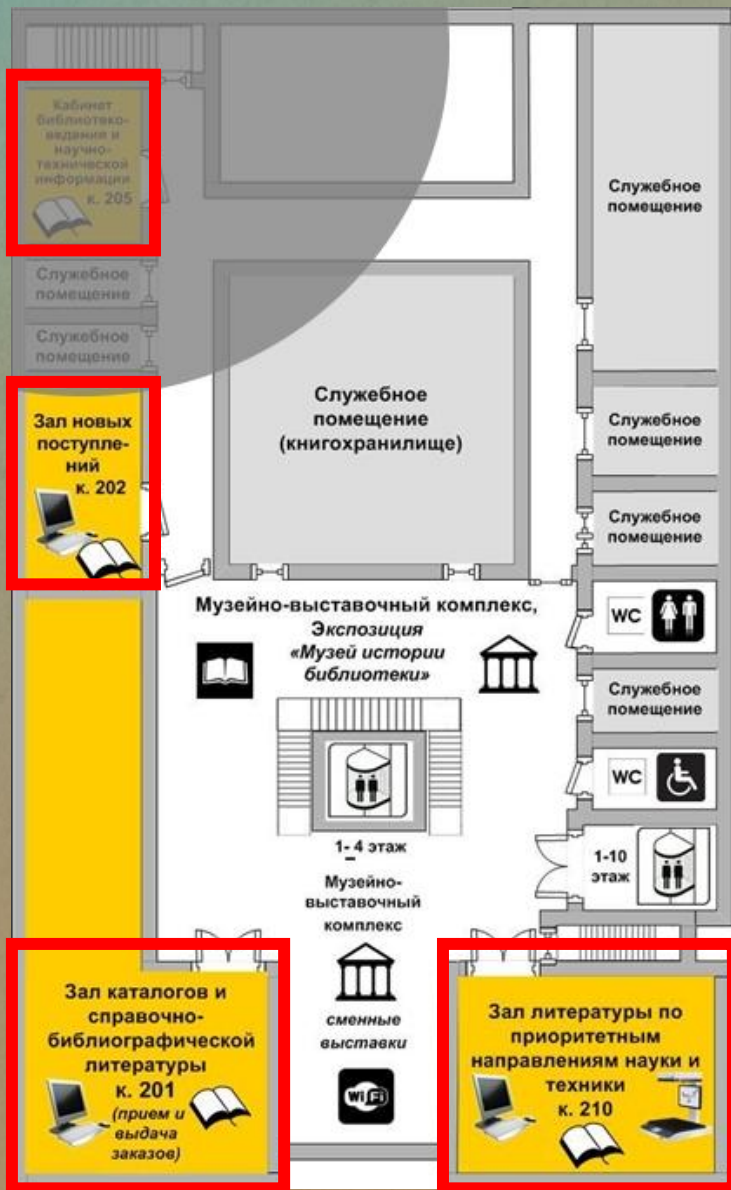 Кабинет
библиотеко-
ведения и
научно-
технической
информации
к. 205
Служебное
помещение
Служебное
помещение
Зал новых
поступле-
ний
к. 202
Служебное
помещение
(книгохранилище)
Служебное
помещение
Служебное
помещение
Служебное
помещение
WC
Служебное
помещение
WC
1-10
этаж
Музейно-выставочный комплекс,
Экспозиция
«Музей истории
библиотеки»
1- 4 этаж
Музейно-
выставочный
комплекс
сменные
выставки
Wi Fi
Зал каталогов и
справочно-
библиографической
литературы
к. 201
(прием и
выдача
заказов)
Зал литературы по
приоритетным
направлениям науки и
техники
к. 210